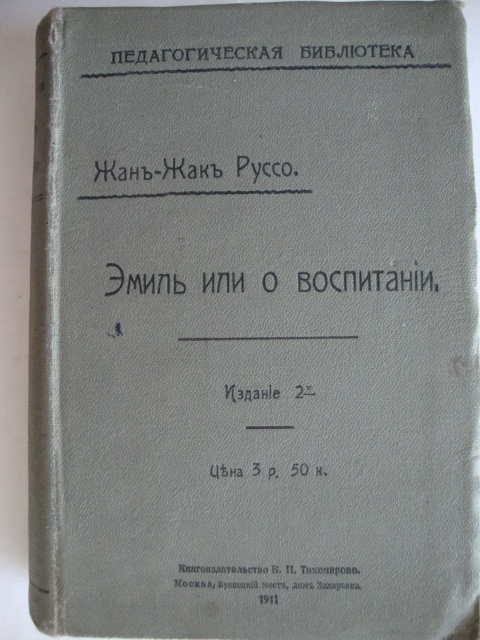 ПЕДАГОГИЧЕСКАЯ БИБЛІОТЕКА
Жанъ-Жакъ Руссо.
Эмиль или о воспитаніи.
Изданіе 2-
Цѣна 3 р. 50 к.
Книгоиздательство К. И. Тихомирова.
Москва, Кузнецкій мостъ, домъ Захарьина.
1911